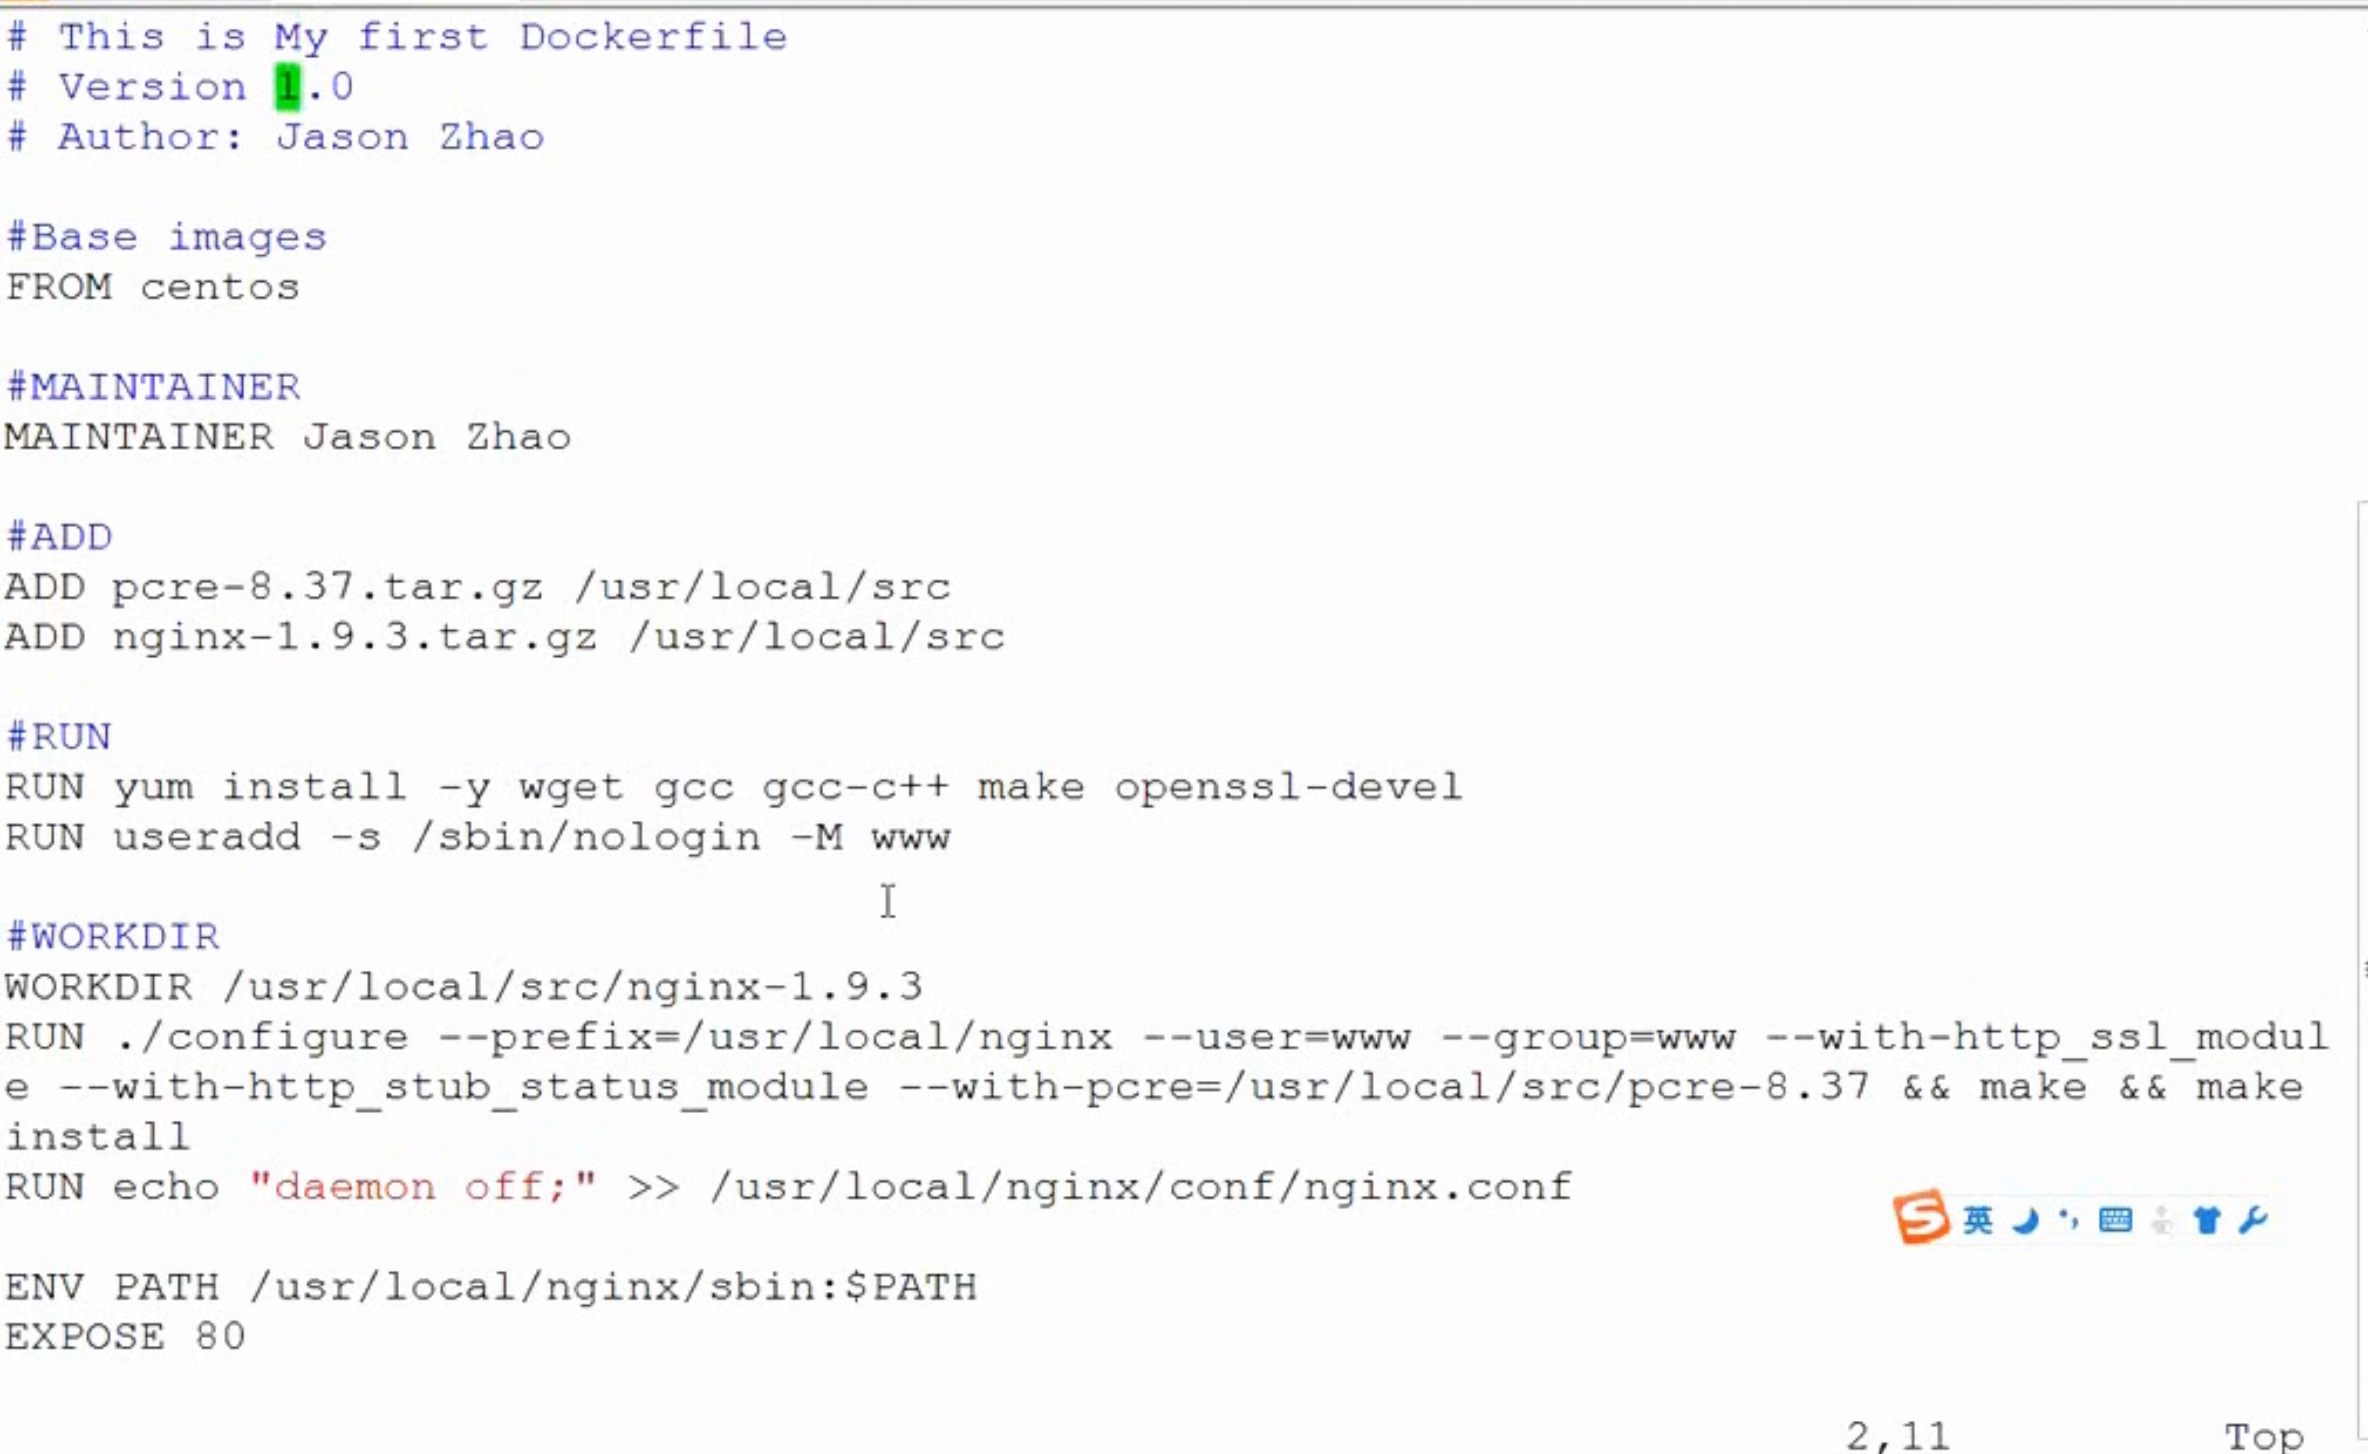 # This is My first Dockerfile
# Version 1.0
# Author: Jason Zhao
#Base images
FROM centos
#MAINTAINER
MAINTAINER Jason Zhao
#ADD
ADD pcre-8.37.tar.gz /usr/local/src
ADD nginx-1.9.3.tar.gz /usr/local/src
#RUN
RUN yum install -y wget gcc gcc-c++ make openssl-devel
RUN useradd -s /sbin/nologin -M www
#WORKDIR
WORKDIR /usr/local/src/nginx-1.9.3
RUN ./configure --prefix=/usr/local/nginx --user=www --group=www --with-http_ssl_modul
e --with-http_stub_status_module --with-pcre=/usr/local/src/pcre-8.37 && make && make
install
RUN echo "daemon off;" >> /usr/local/nginx/conf/nginx.conf
S 英
ENV PATH /usr/local/nginx/sbin:$PATH
EXPOSE 80
2,11 Top